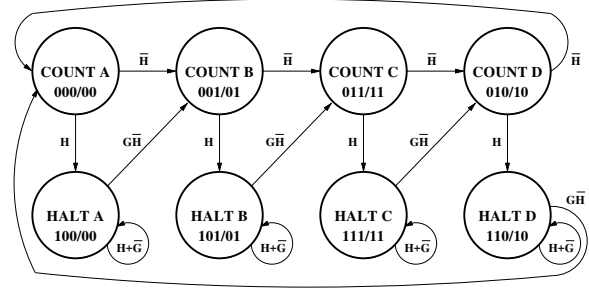 COUNT A
000/00
H̅
COUNT B
001/01
H̅
COUNT C
011/11
H̅
COUNT D
010/10
H̅
H
GH̅
H
GH̅
H
GH̅
H
GH̅
HALT A
100/00
H+G̅
HALT B
101/01
H+G̅
HALT C
111/11
H+G̅
HALT D
110/10
H+G̅